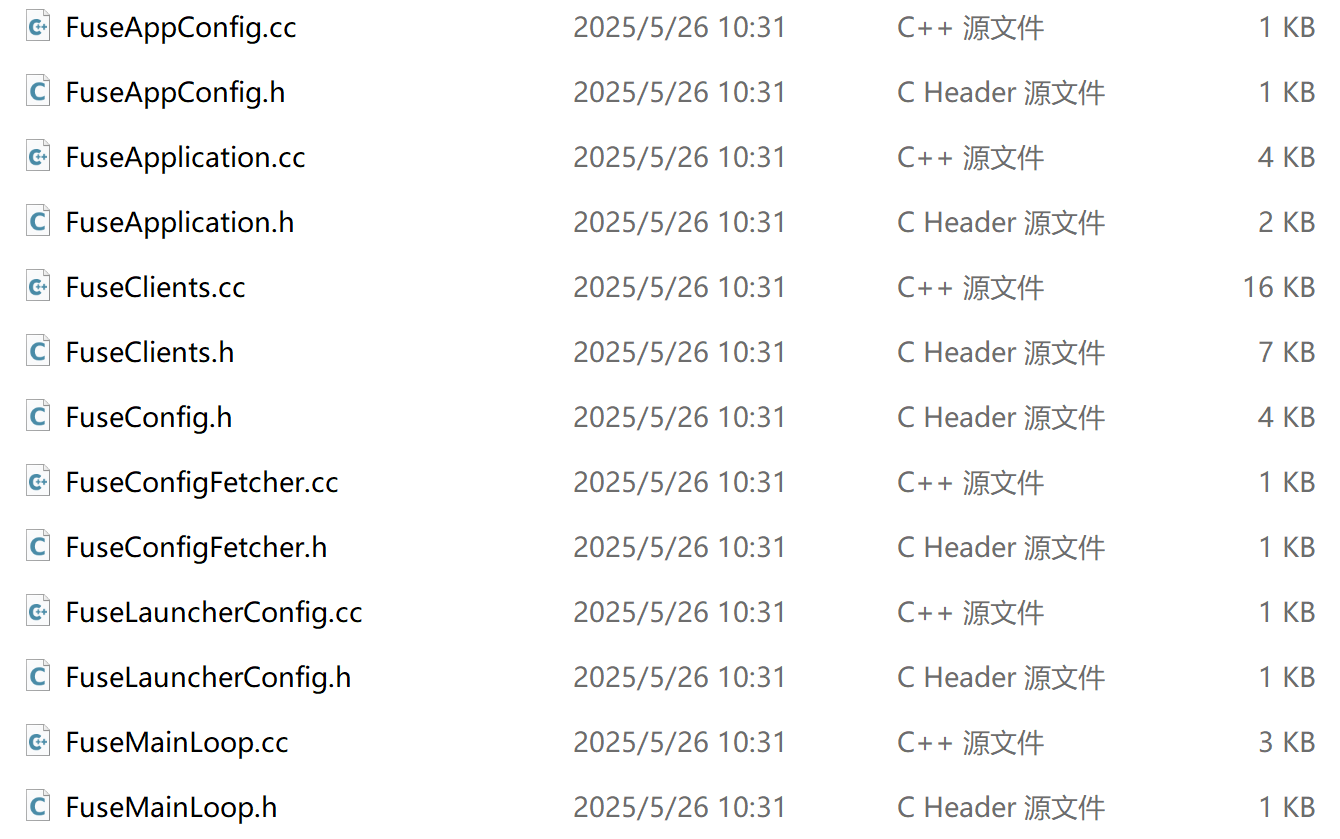 FuseAppConfig.cc 2025/5/26 10:31 C++ 源文件 1 KB
FuseAppConfig.h 2025/5/26 10:31 C Header 源文件 1 KB
FuseApplication.cc 2025/5/26 10:31 C++ 源文件 4 KB
FuseApplication.h 2025/5/26 10:31 C Header 源文件 2 KB
FuseClients.cc 2025/5/26 10:31 C++ 源文件 16 KB
FuseClients.h 2025/5/26 10:31 C Header 源文件 7 KB
FuseConfig.h 2025/5/26 10:31 C Header 源文件 4 KB
FuseConfigFetcher.cc 2025/5/26 10:31 C++ 源文件 1 KB
FuseConfigFetcher.h 2025/5/26 10:31 C Header 源文件 1 KB
FuseLauncherConfig.cc 2025/5/26 10:31 C++ 源文件 1 KB
FuseLauncherConfig.h 2025/5/26 10:31 C Header 源文件 1 KB
FuseMainLoop.cc 2025/5/26 10:31 C++ 源文件 3 KB
FuseMainLoop.h 2025/5/26 10:31 C Header 源文件 1 KB